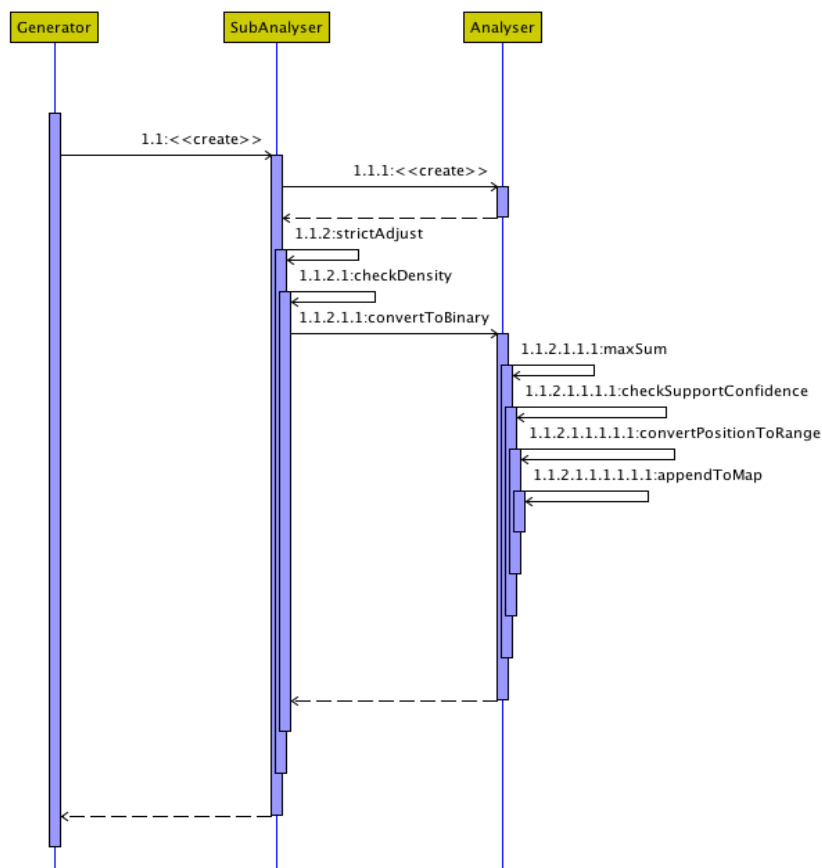 Generator
SubAnalyser
Analyser
1.1:<<create>>
1.1.1:<<create>>
1.1.2:strictAdjust
1.1.2.1:checkDensity
1.1.2.1.1:convertToBinary
1.1.2.1.1.1:maxSum
1.1.2.1.1.1.1:checkSupportConfidence
1.1.2.1.1.1.1.1:convertPositionToRange
1.1.2.1.1.1.1.1.1:appendToMap